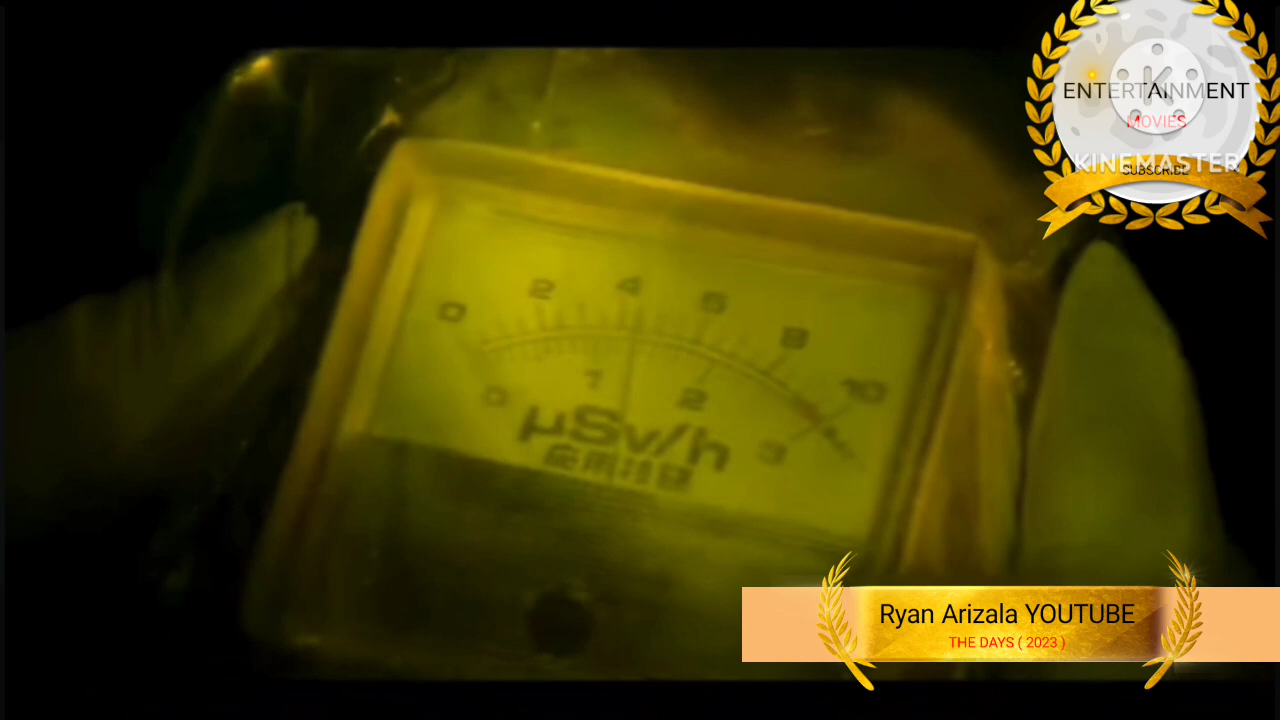 ENTERTAINMENT
MOVIES
KINEMASTER
SUBSCRIBE
0 2 4 6 8 10
0 1 2 3
µSv/h
Ryan Arizala YOUTUBE
THE DAYS ( 2023 )